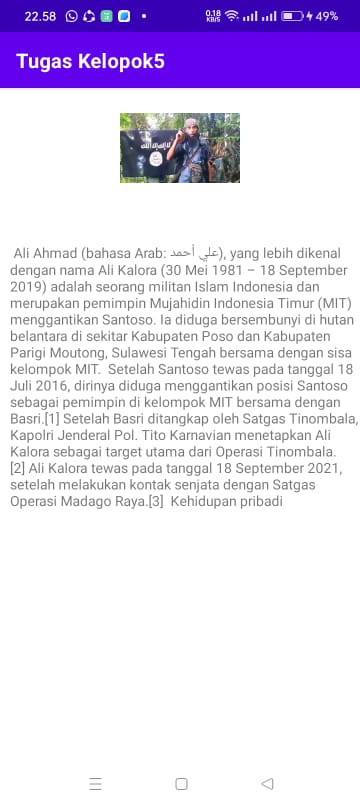 22.58
0.18
KB/S
49%
Tugas Kelopok5
Ali Ahmad (bahasa Arab: علي أحمد), yang lebih dikenal
dengan nama Ali Kalora (30 Mei 1981 – 18 September
2019) adalah seorang militan Islam Indonesia dan
merupakan pemimpin Mujahidin Indonesia Timur (MIT)
menggantikan Santoso. Ia diduga bersembunyi di hutan
belantara di sekitar Kabupaten Poso dan Kabupaten
Parigi Moutong, Sulawesi Tengah bersama dengan sisa
kelompok MIT.  Setelah Santoso tewas pada tanggal 18
Juli 2016, dirinya diduga menggantikan posisi Santoso
sebagai pemimpin di kelompok MIT bersama dengan
Basri.[1] Setelah Basri ditangkap oleh Satgas Tinombala,
Kapolri Jenderal Pol. Tito Karnavian menetapkan Ali
Kalora sebagai target utama dari Operasi Tinombala.
[2] Ali Kalora tewas pada tanggal 18 September 2021,
setelah melakukan kontak senjata dengan Satgas
Operasi Madago Raya.[3]  Kehidupan pribadi